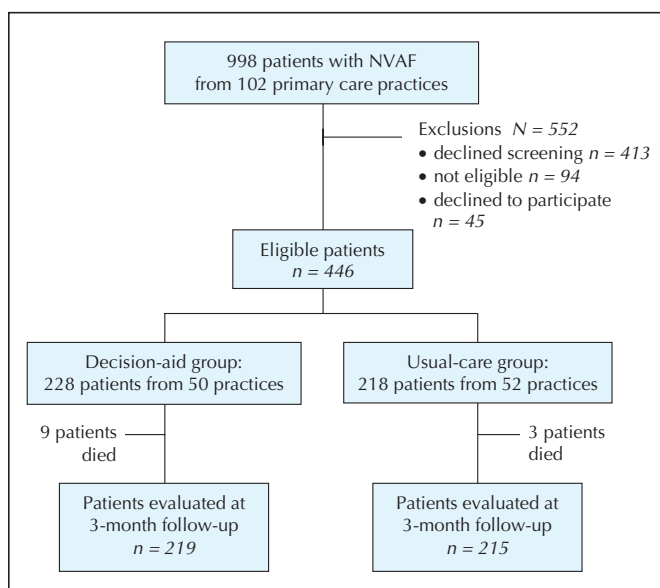 998 patients with NVAF
from 102 primary care practices
Exclusions N = 552
• declined screening n = 413
• not eligible n = 94
• declined to participate
n = 45
Eligible patients
n = 446
Decision-aid group:
228 patients from 50 practices
Usual-care group:
218 patients from 52 practices
9 patients
died
3 patients
died
Patients evaluated at
3-month follow-up
n = 219
Patients evaluated at
3-month follow-up
n = 215